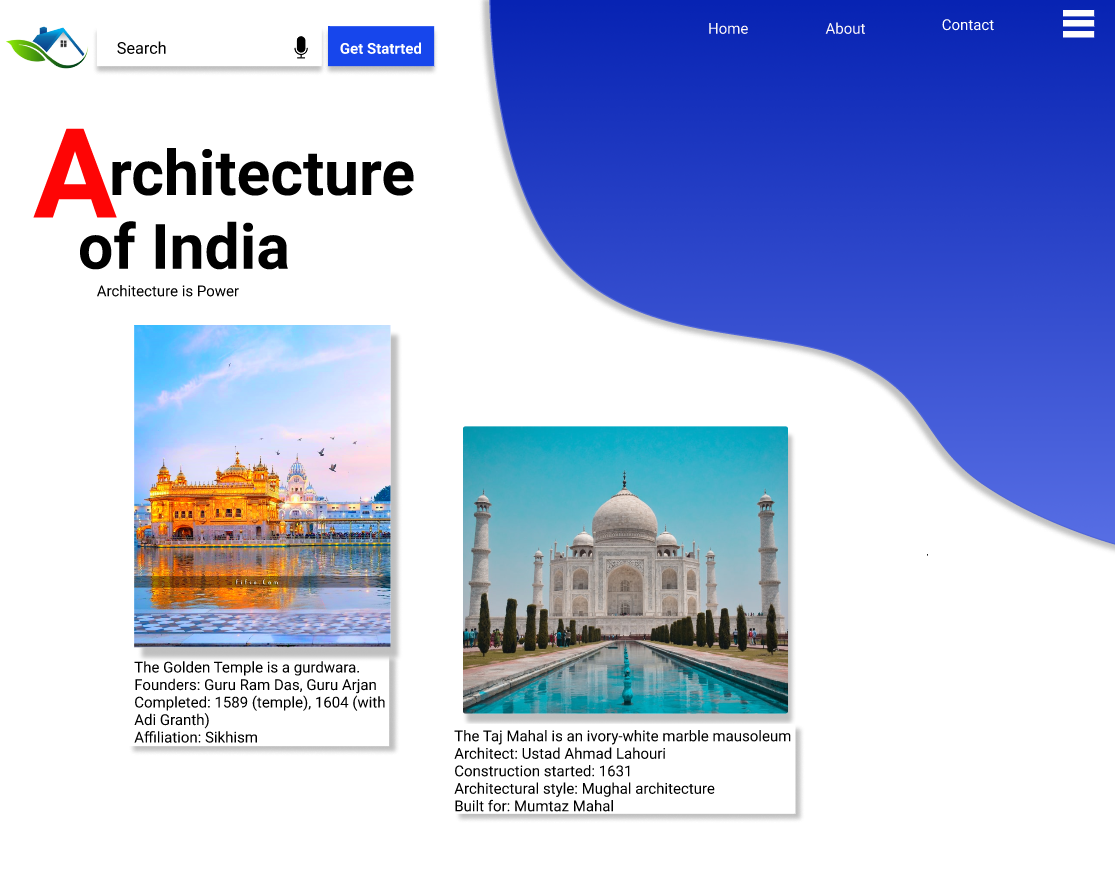 Search
Get Statrted
Home
About
Contact
Architecture
of India
Architecture is Power
The Golden Temple is a gurdwara.
Founders: Guru Ram Das, Guru Arjan
Completed: 1589 (temple), 1604 (with
Adi Granth)
Affiliation: Sikhism
The Taj Mahal is an ivory-white marble mausoleum
Architect: Ustad Ahmad Lahouri
Construction started: 1631
Architectural style: Mughal architecture
Built for: Mumtaz Mahal